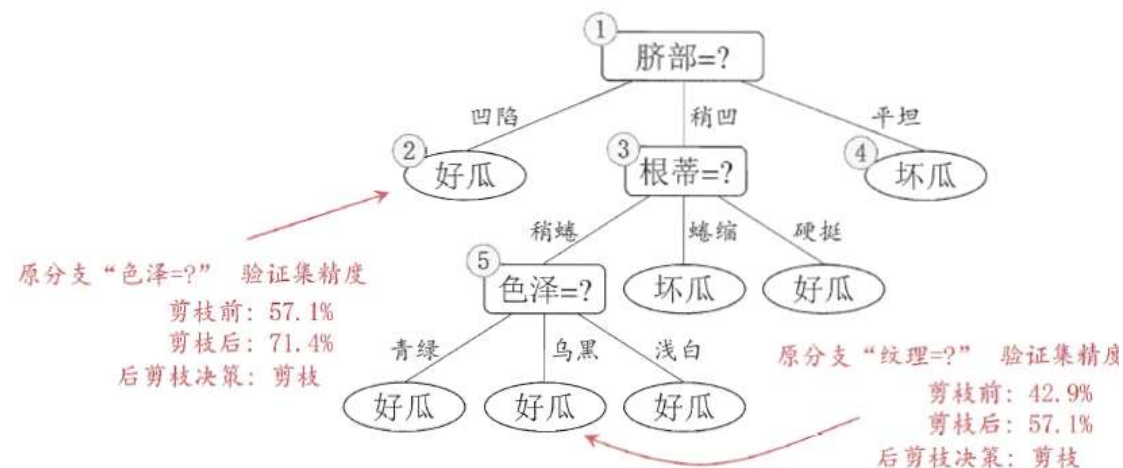 ①
脐部=?
凹陷
稍凹
平坦
②
好瓜
③
根蒂=?
④
坏瓜
稍蜷
蜷缩
硬挺
原分支“色泽=?” 验证集精度
剪枝前: 57.1%
剪枝后: 71.4%
后剪枝决策: 剪枝
⑤
色泽=?
坏瓜
好瓜
青绿
乌黑
浅白
好瓜
好瓜
好瓜
原分支“纹理=?” 验证集精度
剪枝前: 42.9%
剪枝后: 57.1%
后剪枝决策: 剪枝